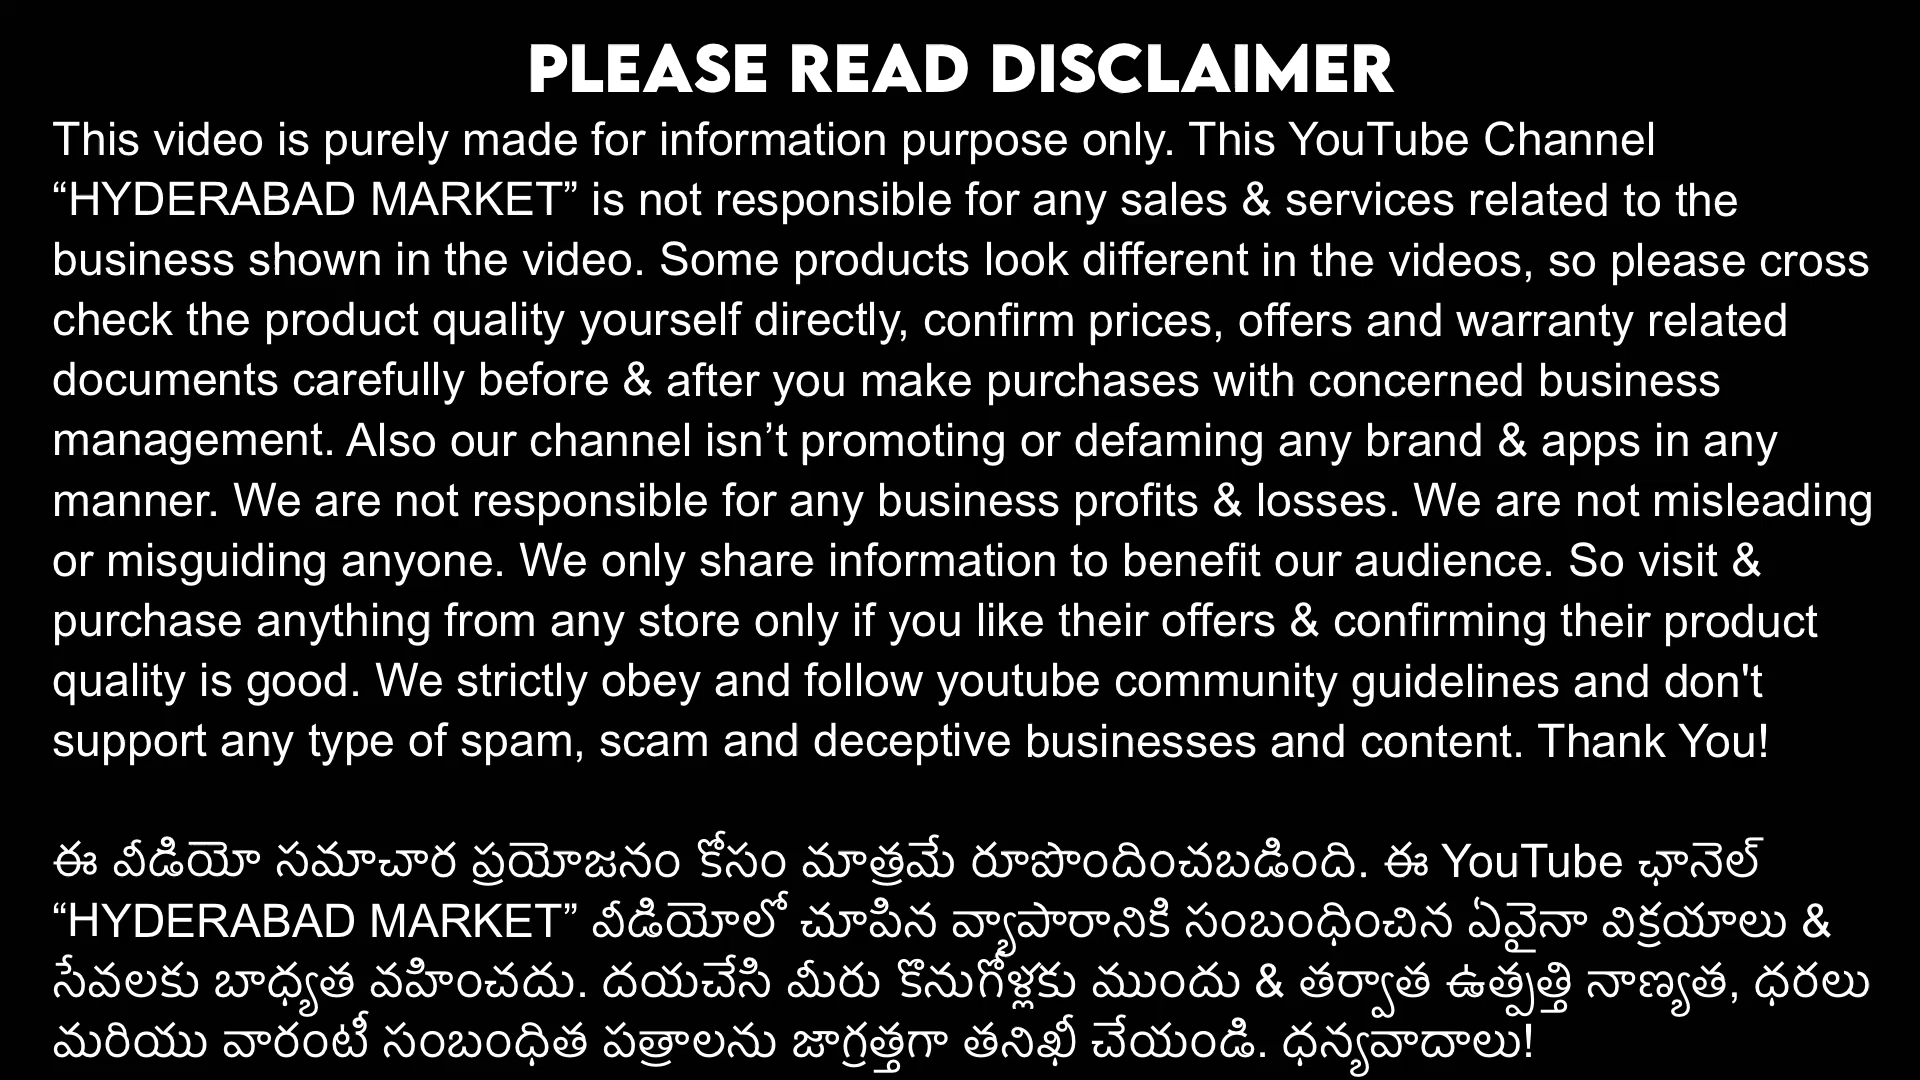 PLEASE READ DISCLAIMER
This video is purely made for information purpose only. This YouTube Channel
“HYDERABAD MARKET” is not responsible for any sales & services related to the
business shown in the video. Some products look different in the videos, so please cross
check the product quality yourself directly, confirm prices, offers and warranty related
documents carefully before & after you make purchases with concerned business
management. Also our channel isn’t promoting or defaming any brand & apps in any
manner. We are not responsible for any business profits & losses. We are not misleading
or misguiding anyone. We only share information to benefit our audience. So visit &
purchase anything from any store only if you like their offers & confirming their product
quality is good. We strictly obey and follow youtube community guidelines and don't
support any type of spam, scam and deceptive businesses and content. Thank You!
ఈ వీడియో సమాచార ప్రయోజనం కోసం మాత్రమే రూపొందించబడింది. ఈ YouTube ఛానెల్
“HYDERABAD MARKET” వీడియోలో చూపిన వ్యాపారానికి సంబంధించిన ఏవైనా విక్రయాలు &
సేవలకు బాధ్యత వహించదు. దయచేసి మీరు కొనుగోళ్లకు ముందు & తర్వాత ఉత్పత్తి నాణ్యత, ధరలు
మరియు వారంటీ సంబంధిత పత్రాలను జాగ్రత్తగా తనిఖీ చేయండి. ధన్యవాదాలు!